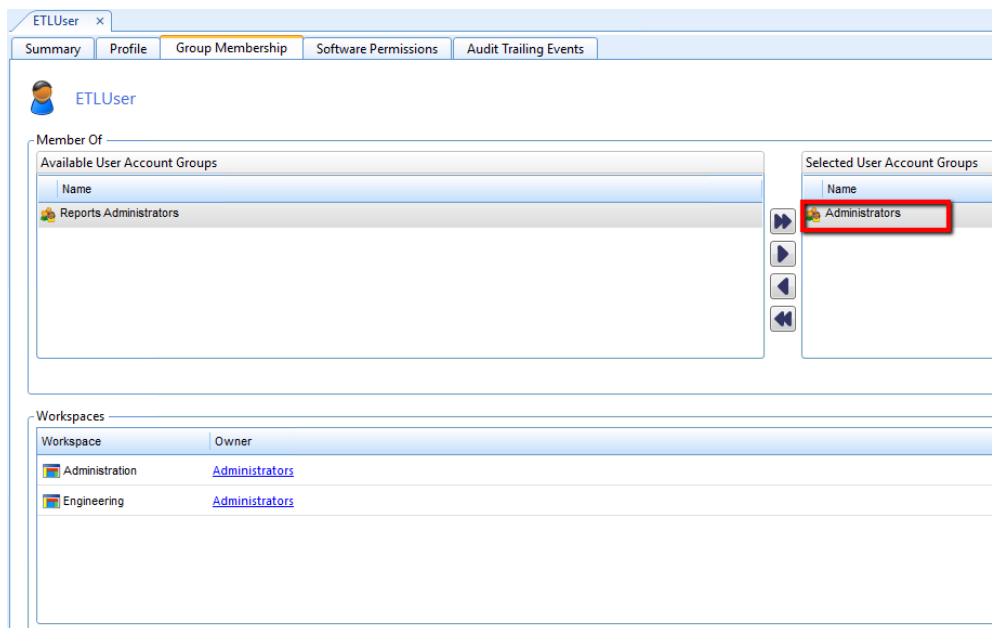 ETLUser ×
Summary Profile Group Membership Software Permissions Audit Trailing Events
ETLUser
Member Of
Available User Account Groups Selected User Account Groups
Name Name
Reports Administrators Administrators
Workspaces
Workspace Owner
Administration Administrators
Engineering Administrators